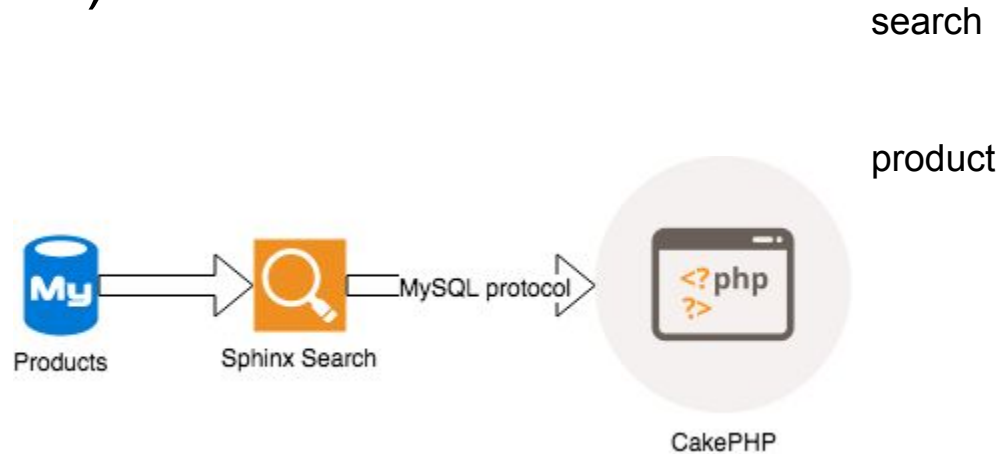 )
search
product
My
MySQL protocol
<?php
?>
Products
Sphinx Search
CakePHP